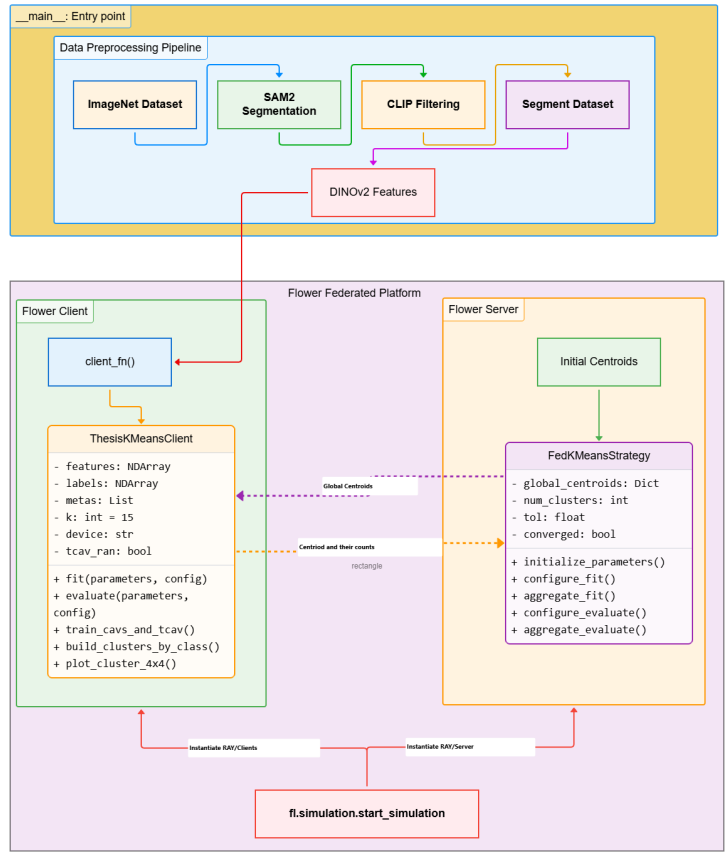 __main__: Entry point
Data Preprocessing Pipeline
ImageNet Dataset
SAM2
Segmentation
CLIP Filtering
Segment Dataset
DINOv2 Features
Flower Federated Platform
Flower Client
client_fn()
ThesisKMeansClient
- features: NDArray
- labels: NDArray
- metas: List
- k: int = 15
- device: str
- tcav_ran: bool
+ fit(parameters, config)
+ evaluate(parameters,
config)
+ train_cavs_and_tcav()
+ build_clusters_by_class()
+ plot_cluster_4x4()
Global Centroids
Centriod and their counts
rectangle
Flower Server
Initial Centroids
FedKMeansStrategy
- global_centroids: Dict
- num_clusters: int
- tol: float
- converged: bool
+ initialize_parameters()
+ configure_fit()
+ aggregate_fit()
+ configure_evaluate()
+ aggregate_evaluate()
Instantiate RAY/Clients
Instantiate RAY/Server
fl.simulation.start_simulation